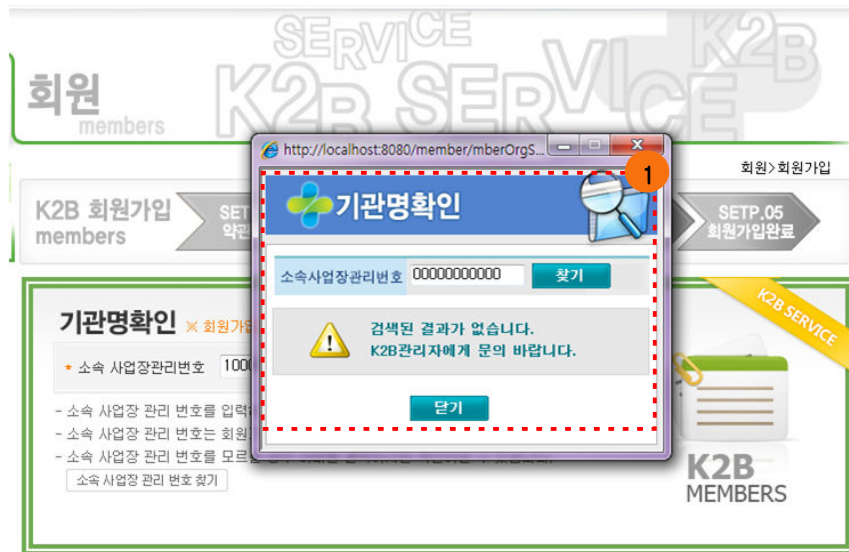 SERVICE
K2B SERVICE
K2B
회원
members
http://localhost:8080/member/mberOrgS...
1
회원>회원가입
기관명확인
K2B 회원가입
members
SET
약관
SETP.05
회원가입완료
소속사업장관리번호 00000000000 찾기
검색된 결과가 없습니다.
K2B관리자에게 문의 바랍니다.
닫기
기관명확인 ※ 회원가
* 소속 사업장관리번호 1000
- 소속 사업장 관리 번호를 입력
- 소속 사업장 관리 번호는 회원
- 소속 사업장 관리 번호를 모르
소속 사업장 관리 번호 찾기
K2B SERVICE
K2B
MEMBERS